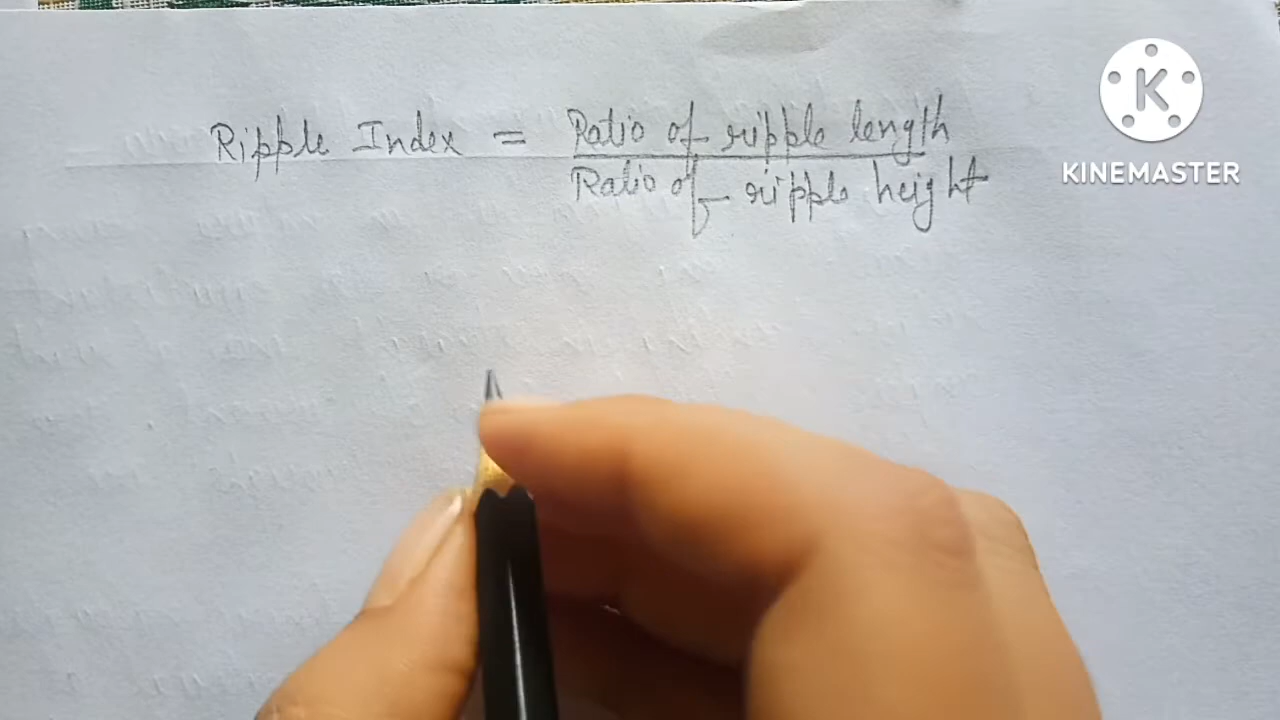 Ripple Index = Ratio of ripple length
Ratio of ripple height
K
KINEMASTER